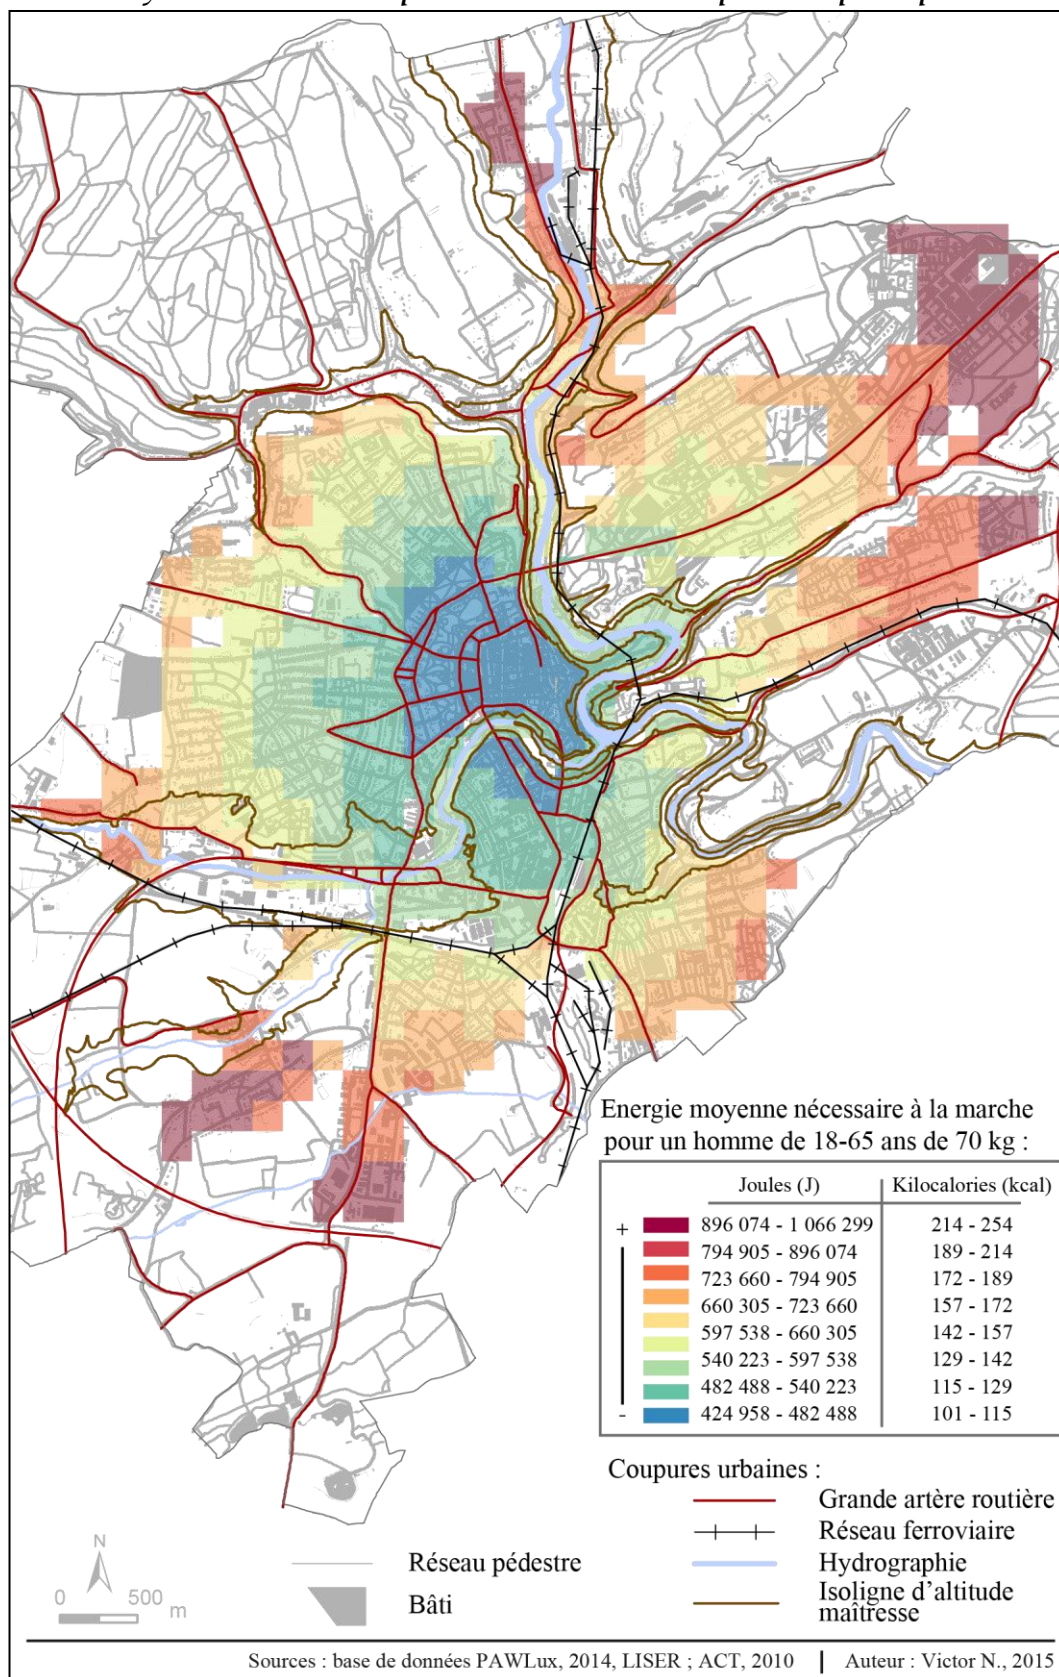 Energie moyenne nécessaire à la marche
pour un homme de 18-65 ans de 70 kg :
Joules (J) Kilocalories (kcal)
+ 896 074 - 1 066 299 214 - 254
794 905 - 896 074 189 - 214
723 660 - 794 905 172 - 189
660 305 - 723 660 157 - 172
597 538 - 660 305 142 - 157
540 223 - 597 538 129 - 142
482 488 - 540 223 115 - 129
- 424 958 - 482 488 101 - 115
Coupures urbaines :
Grande artère routière
Réseau ferroviaire
Hydrographie
Isoligne d'altitude
maîtresse
Réseau pédestre
Bâti
N
0 500 m
Sources : base de données PAWLux, 2014, LISER ; ACT, 2010 | Auteur : Victor N., 2015